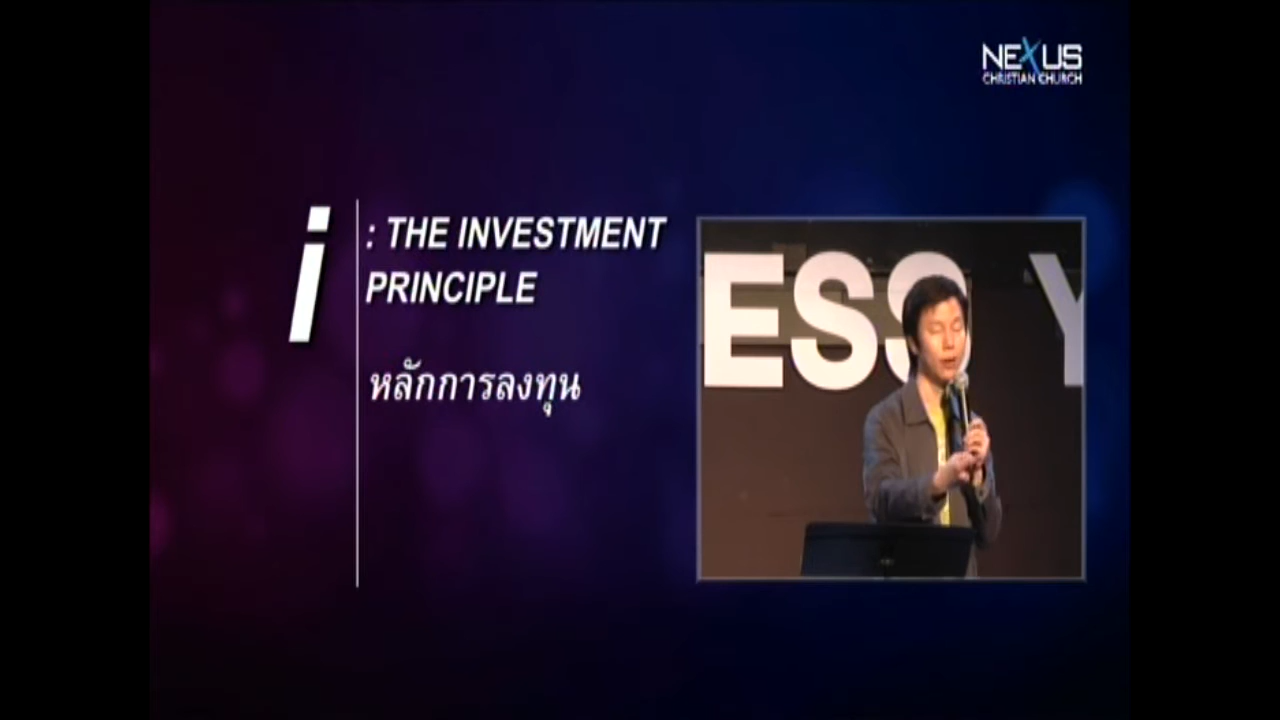 NEXUS
CHRISTIAN CHURCH
i
: THE INVESTMENT
PRINCIPLE
หลักการลงทุน
ESS Y